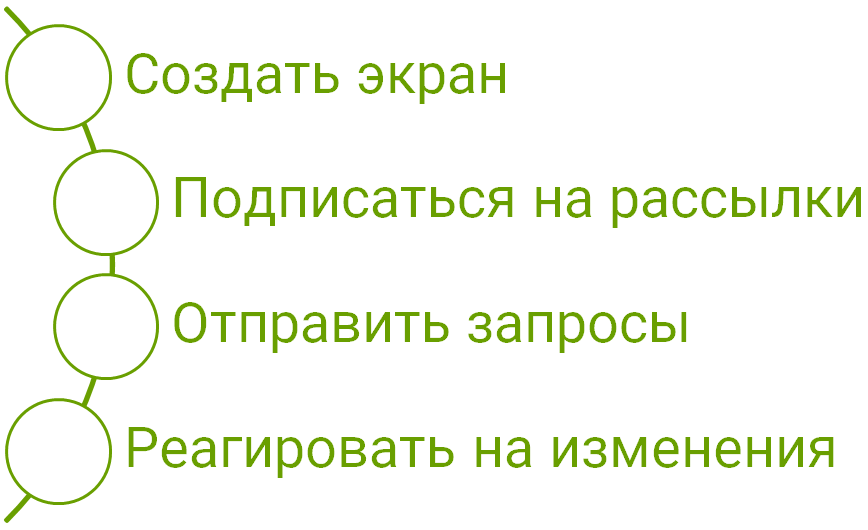 Создать экран
Подписаться на рассылки
Отправить запросы
Реагировать на изменения